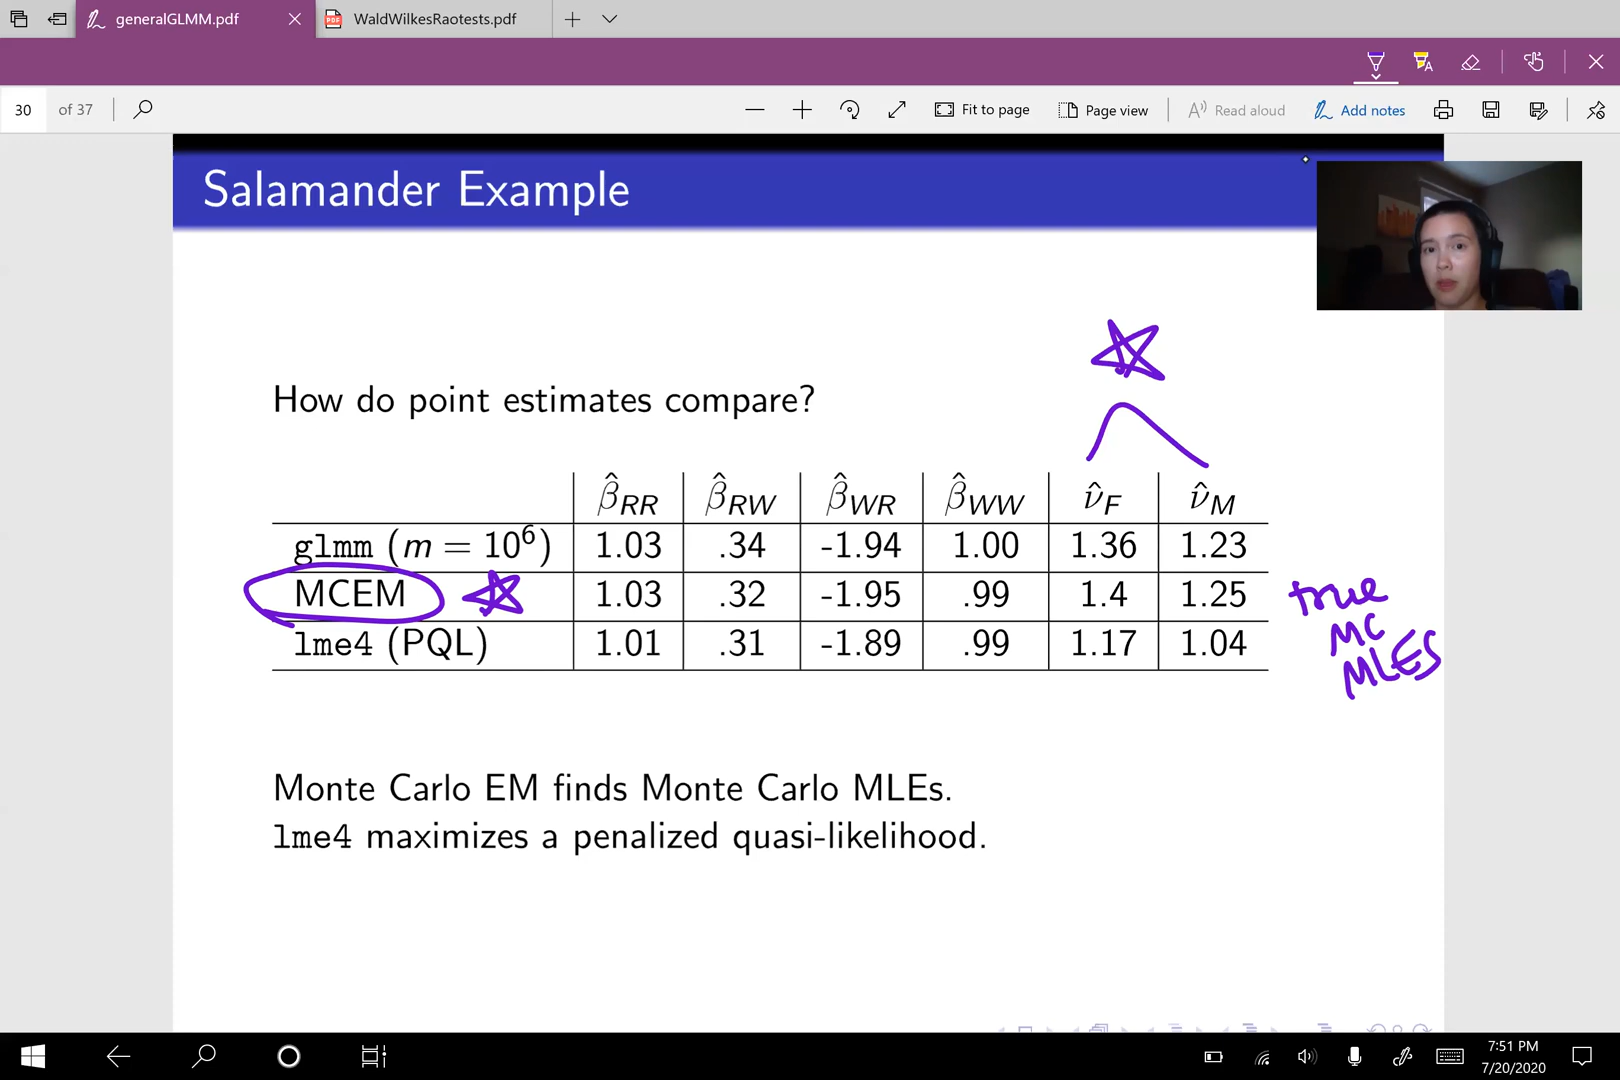 generalGLMM.pdf
WaldWilkesRaotests.pdf
30 of 37
Fit to page
Page view
Read aloud
Add notes
Salamander Example
How do point estimates compare?
β̂RR β̂RW β̂WR β̂WW ν̂F ν̂M
glmm (m = 10⁶) 1.03 .34 -1.94 1.00 1.36 1.23
MCEM 1.03 .32 -1.95 .99 1.4 1.25
lme4 (PQL) 1.01 .31 -1.89 .99 1.17 1.04
true
MC
MLES
Monte Carlo EM finds Monte Carlo MLEs.
lme4 maximizes a penalized quasi-likelihood.
7:51 PM
7/20/2020